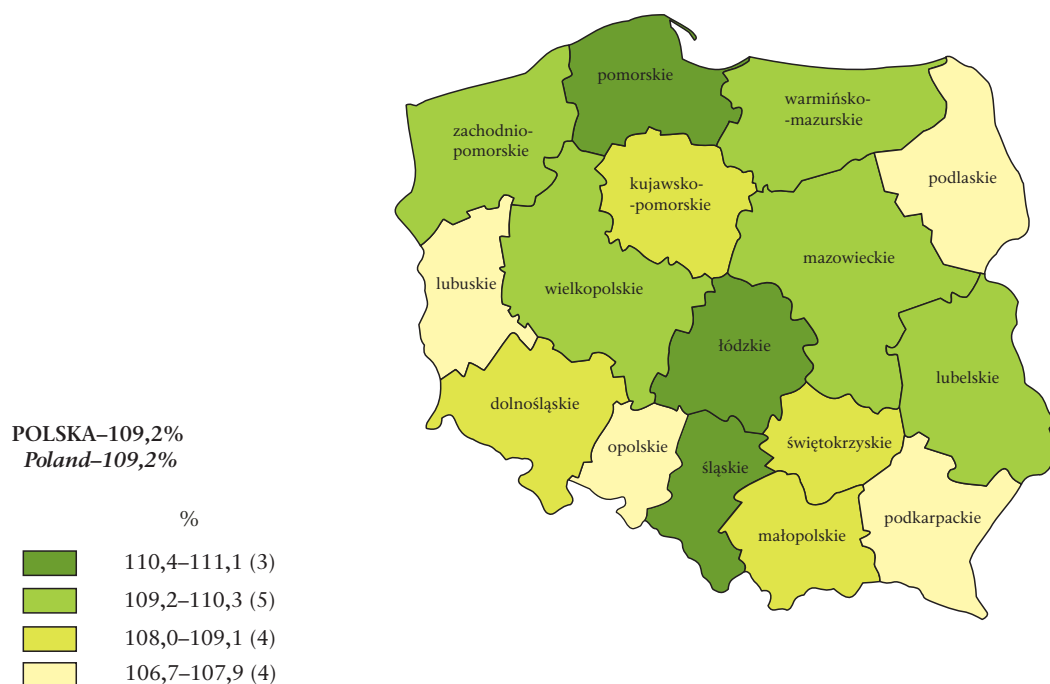 pomorskie
warmińsko-
-mazurskie
zachodnio-
pomorskie
podlaskie
kujawsko-
-pomorskie
mazowieckie
lubuskie
wielkopolskie
łódzkie
lubelskie
dolnośląskie
POLSKA–109,2%
Poland–109,2%
opolskie
świętokrzyskie
śląskie
podkarpackie
małopolskie
%
110,4–111,1 (3)
109,2–110,3 (5)
108,0–109,1 (4)
106,7–107,9 (4)